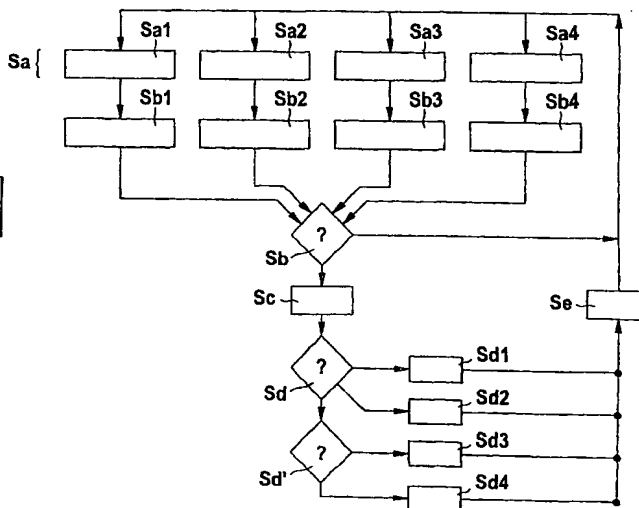 Sa1 Sa2 Sa3 Sa4
Sa{
Sb1 Sb2 Sb3 Sb4
?
Sb
Sc Se
?
Sd1
Sd
Sd2
?
Sd3
Sd'
Sd4